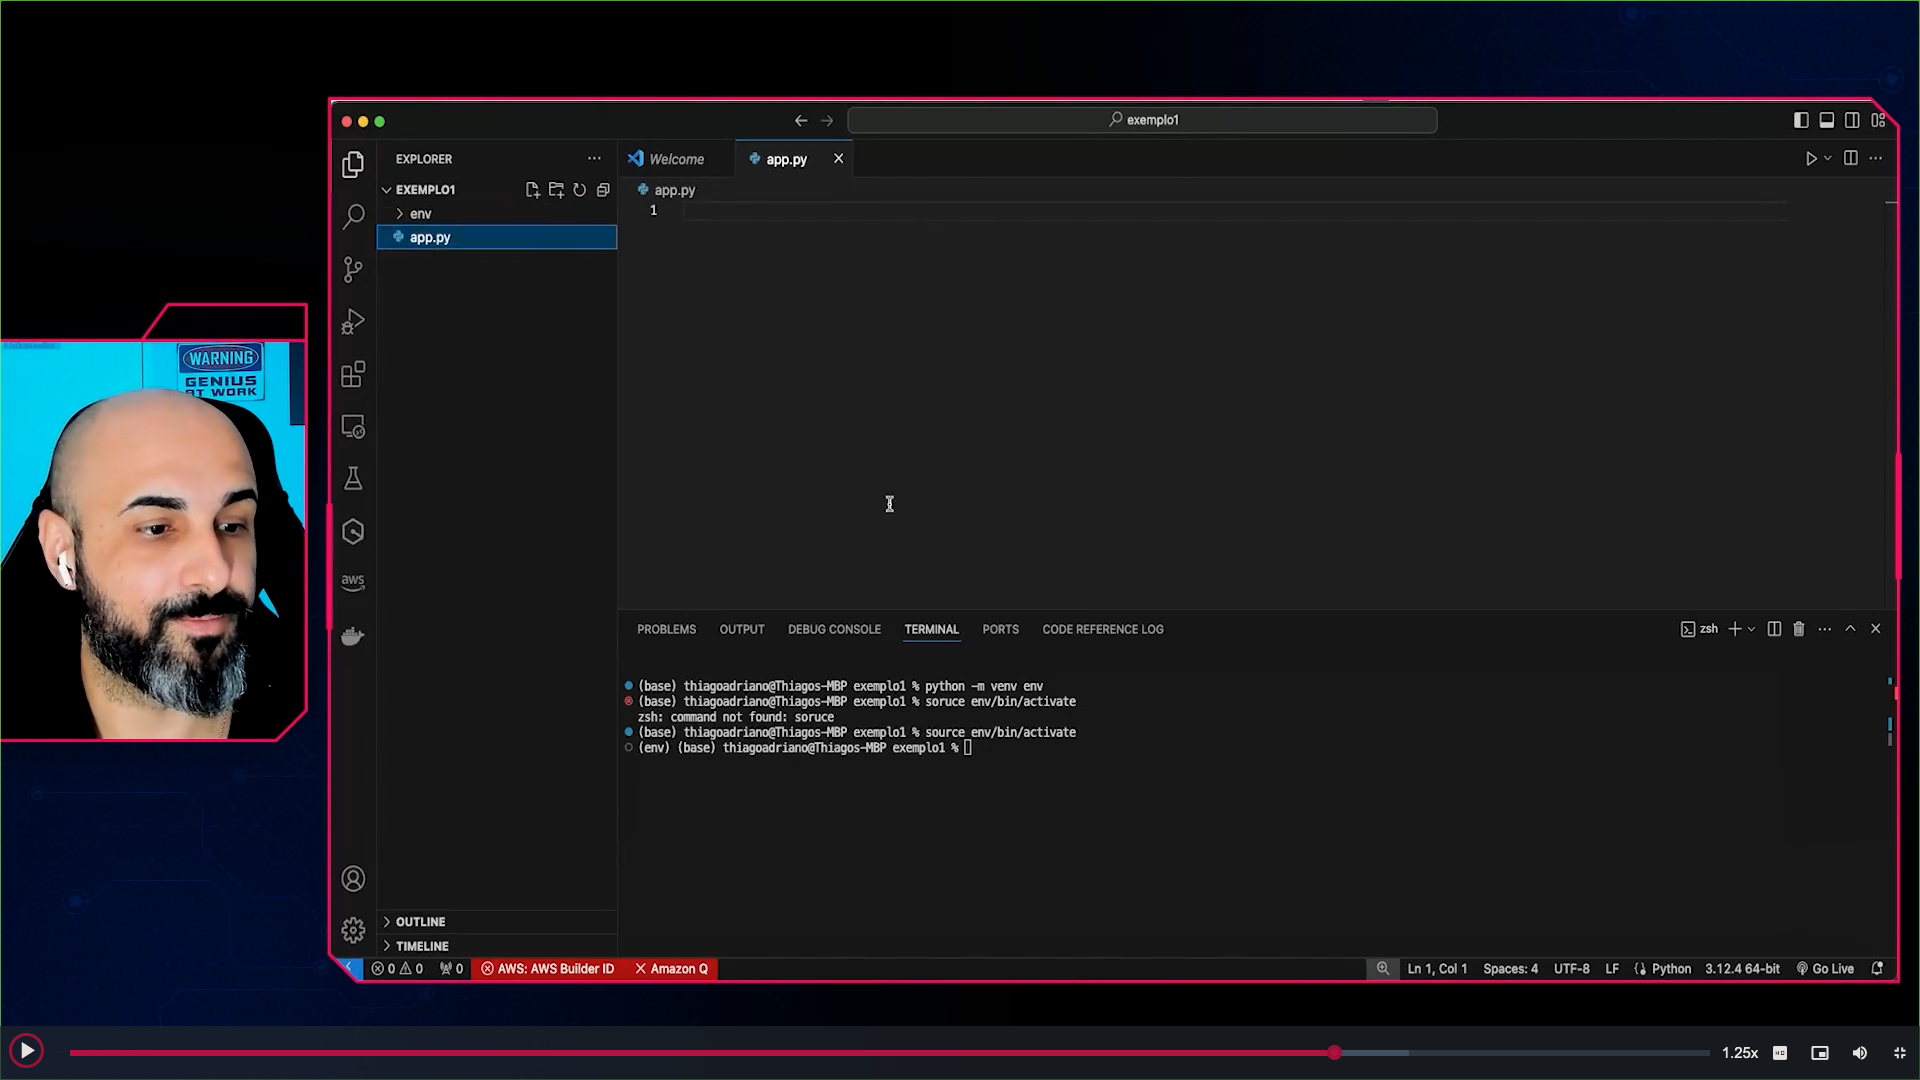 exemplo1
EXPLORER
Welcome
app.py
EXEMPLO1
app.py
env
1
app.py
WARNING
GENIUS
AT WORK
aws
PROBLEMS OUTPUT DEBUG CONSOLE TERMINAL PORTS CODE REFERENCE LOG
zsh
(base) thiagoadriano@Thiagos-MBP exemplo1 % python -m venv env
(base) thiagoadriano@Thiagos-MBP exemplo1 % soruce env/bin/activate
zsh: command not found: soruce
(base) thiagoadriano@Thiagos-MBP exemplo1 % source env/bin/activate
(env) (base) thiagoadriano@Thiagos-MBP exemplo1 %
OUTLINE
TIMELINE
0 0 0 AWS: AWS Builder ID Amazon Q Ln 1, Col 1 Spaces: 4 UTF-8 LF Python 3.12.4 64-bit Go Live
1.25x HD